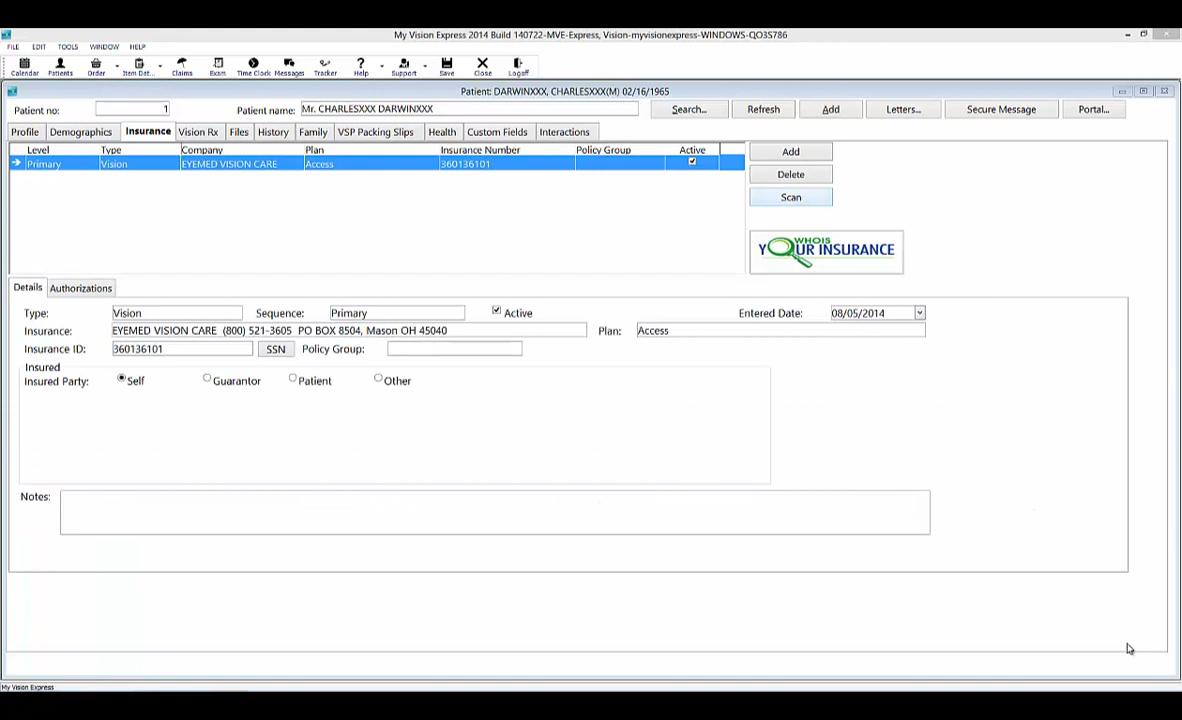 My Vision Express 2014 Build 140722-MVE-Express, Vision-myvisionexpress-WINDOWS-QO3S786
FILE EDIT TOOLS WINDOW HELP
Calendar Patients Order Item Dat... Claims Exam Time Clock Messages Tracker Help Support Save Close Logoff
Patient: DARWINXXX, CHARLESXXX(M) 02/16/1965
Patient no: 1 Patient name: Mr. CHARLESXXX DARWINXXX Search... Refresh Add Letters... Secure Message Portal...
Profile Demographics Insurance Vision Rx Files History Family VSP Packing Slips Health Custom Fields Interactions
Level Type Company Plan Insurance Number Policy Group Active
Primary Vision EYEMED VISION CARE Access 360136101
Add
Delete
Scan
WHOIS
YOUR INSURANCE
Details Authorizations
Type: Vision Sequence: Primary Active Entered Date: 08/05/2014
Insurance: EYEMED VISION CARE (800) 521-3605 PO BOX 8504, Mason OH 45040 Plan: Access
Insurance ID: 360136101 SSN Policy Group:
Insured
Insured Party: Self Guarantor Patient Other
Notes:
My Vision Express